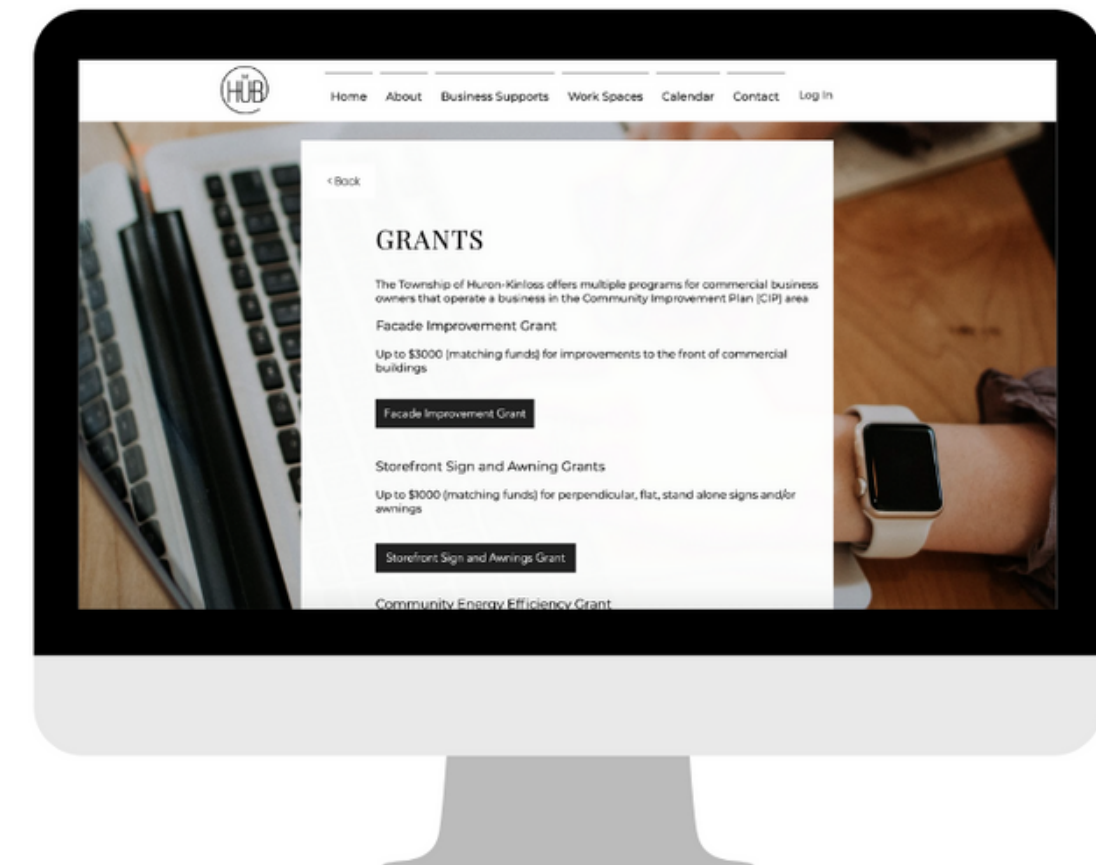 THE
HUB
Home About Business Supports Work Spaces Calendar Contact Log In
< Back
GRANTS
The Township of Huron-Kinloss offers multiple programs for commercial business
owners that operate a business in the Community Improvement Plan (CIP) area
Facade Improvement Grant
Up to $3000 (matching funds) for improvements to the front of commercial
buildings
Facade Improvement Grant
Storefront Sign and Awning Grants
Up to $1000 (matching funds) for perpendicular, flat, stand alone signs and/or
awnings
Storefront Sign and Awnings Grant
Community Energy Efficiency Grant